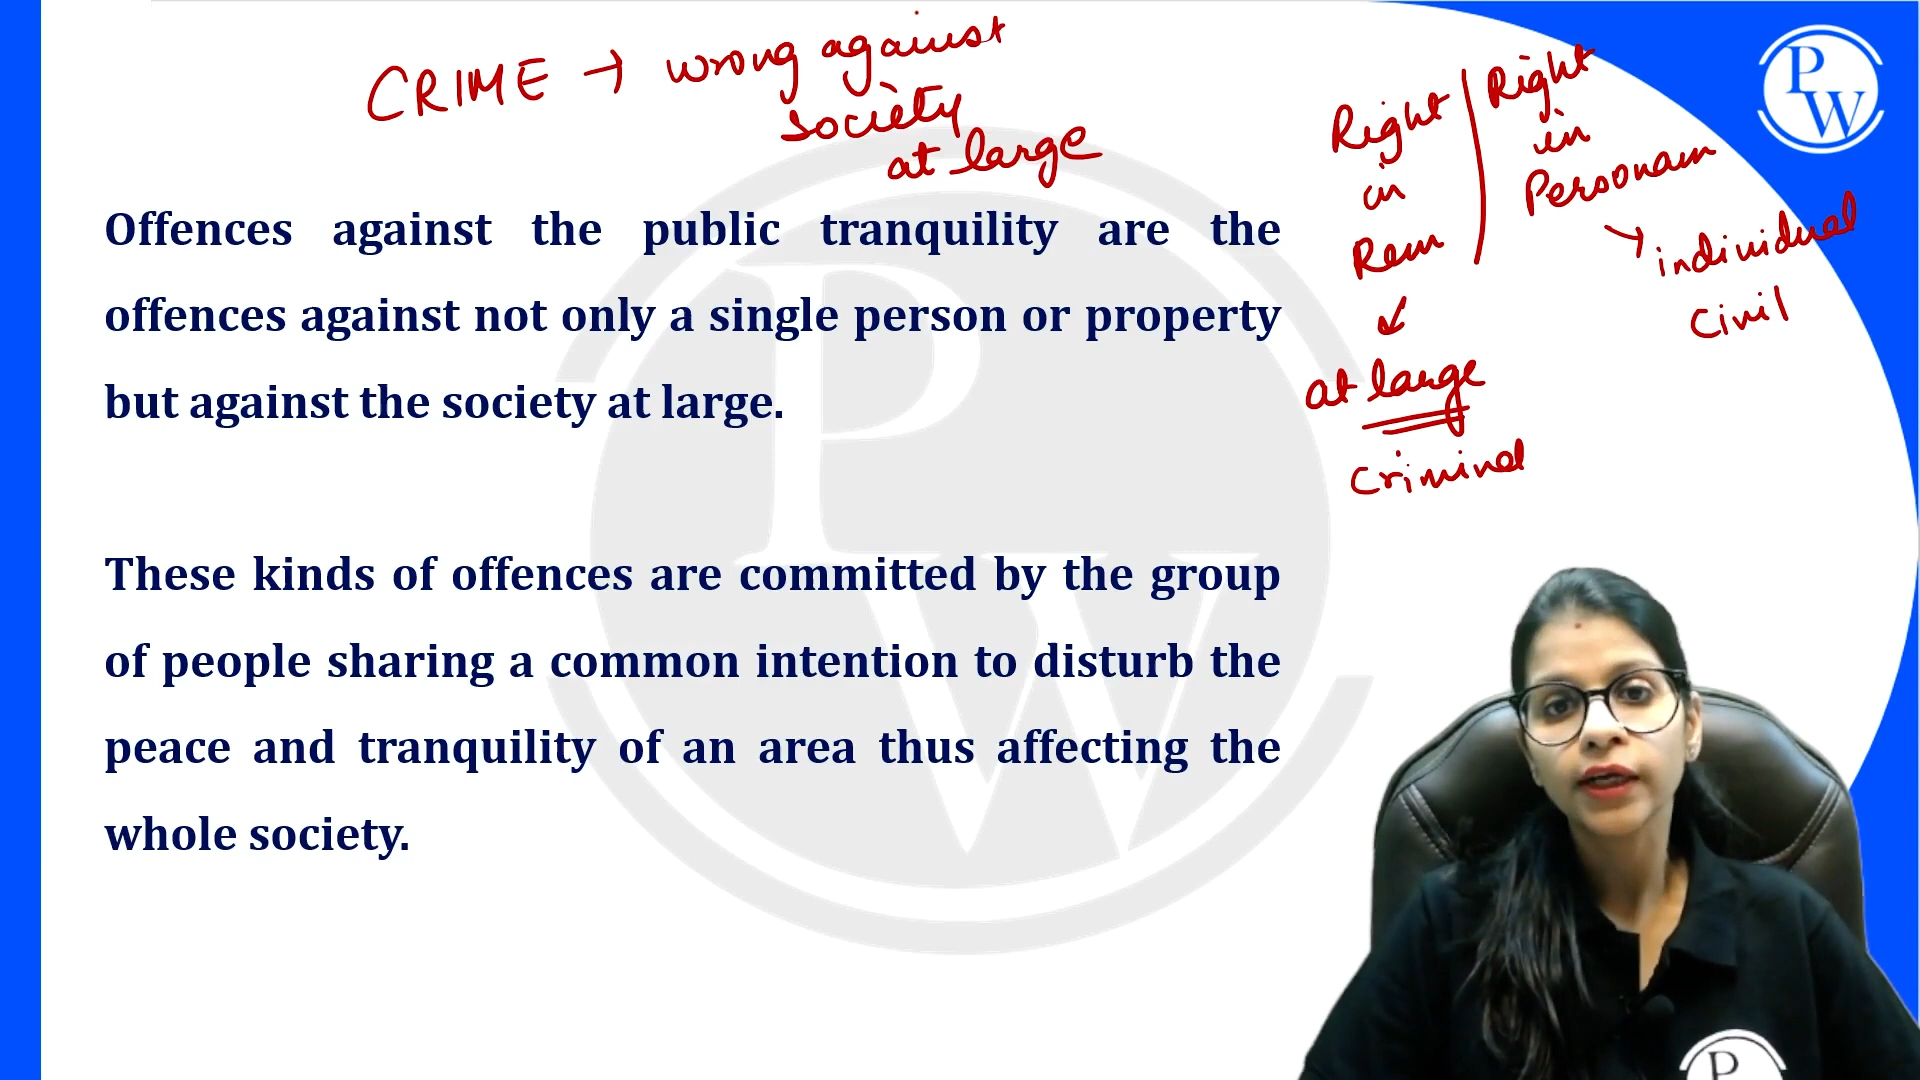 CRIME → wrong against
society
at large
Right
in
Rem
at large
Criminal
Right
in
Personam
individual
Civil
PW
Offences against the public tranquility are the
offences against not only a single person or property
but against the society at large.
These kinds of offences are committed by the group
of people sharing a common intention to disturb the
peace and tranquility of an area thus affecting the
whole society.
PW
P